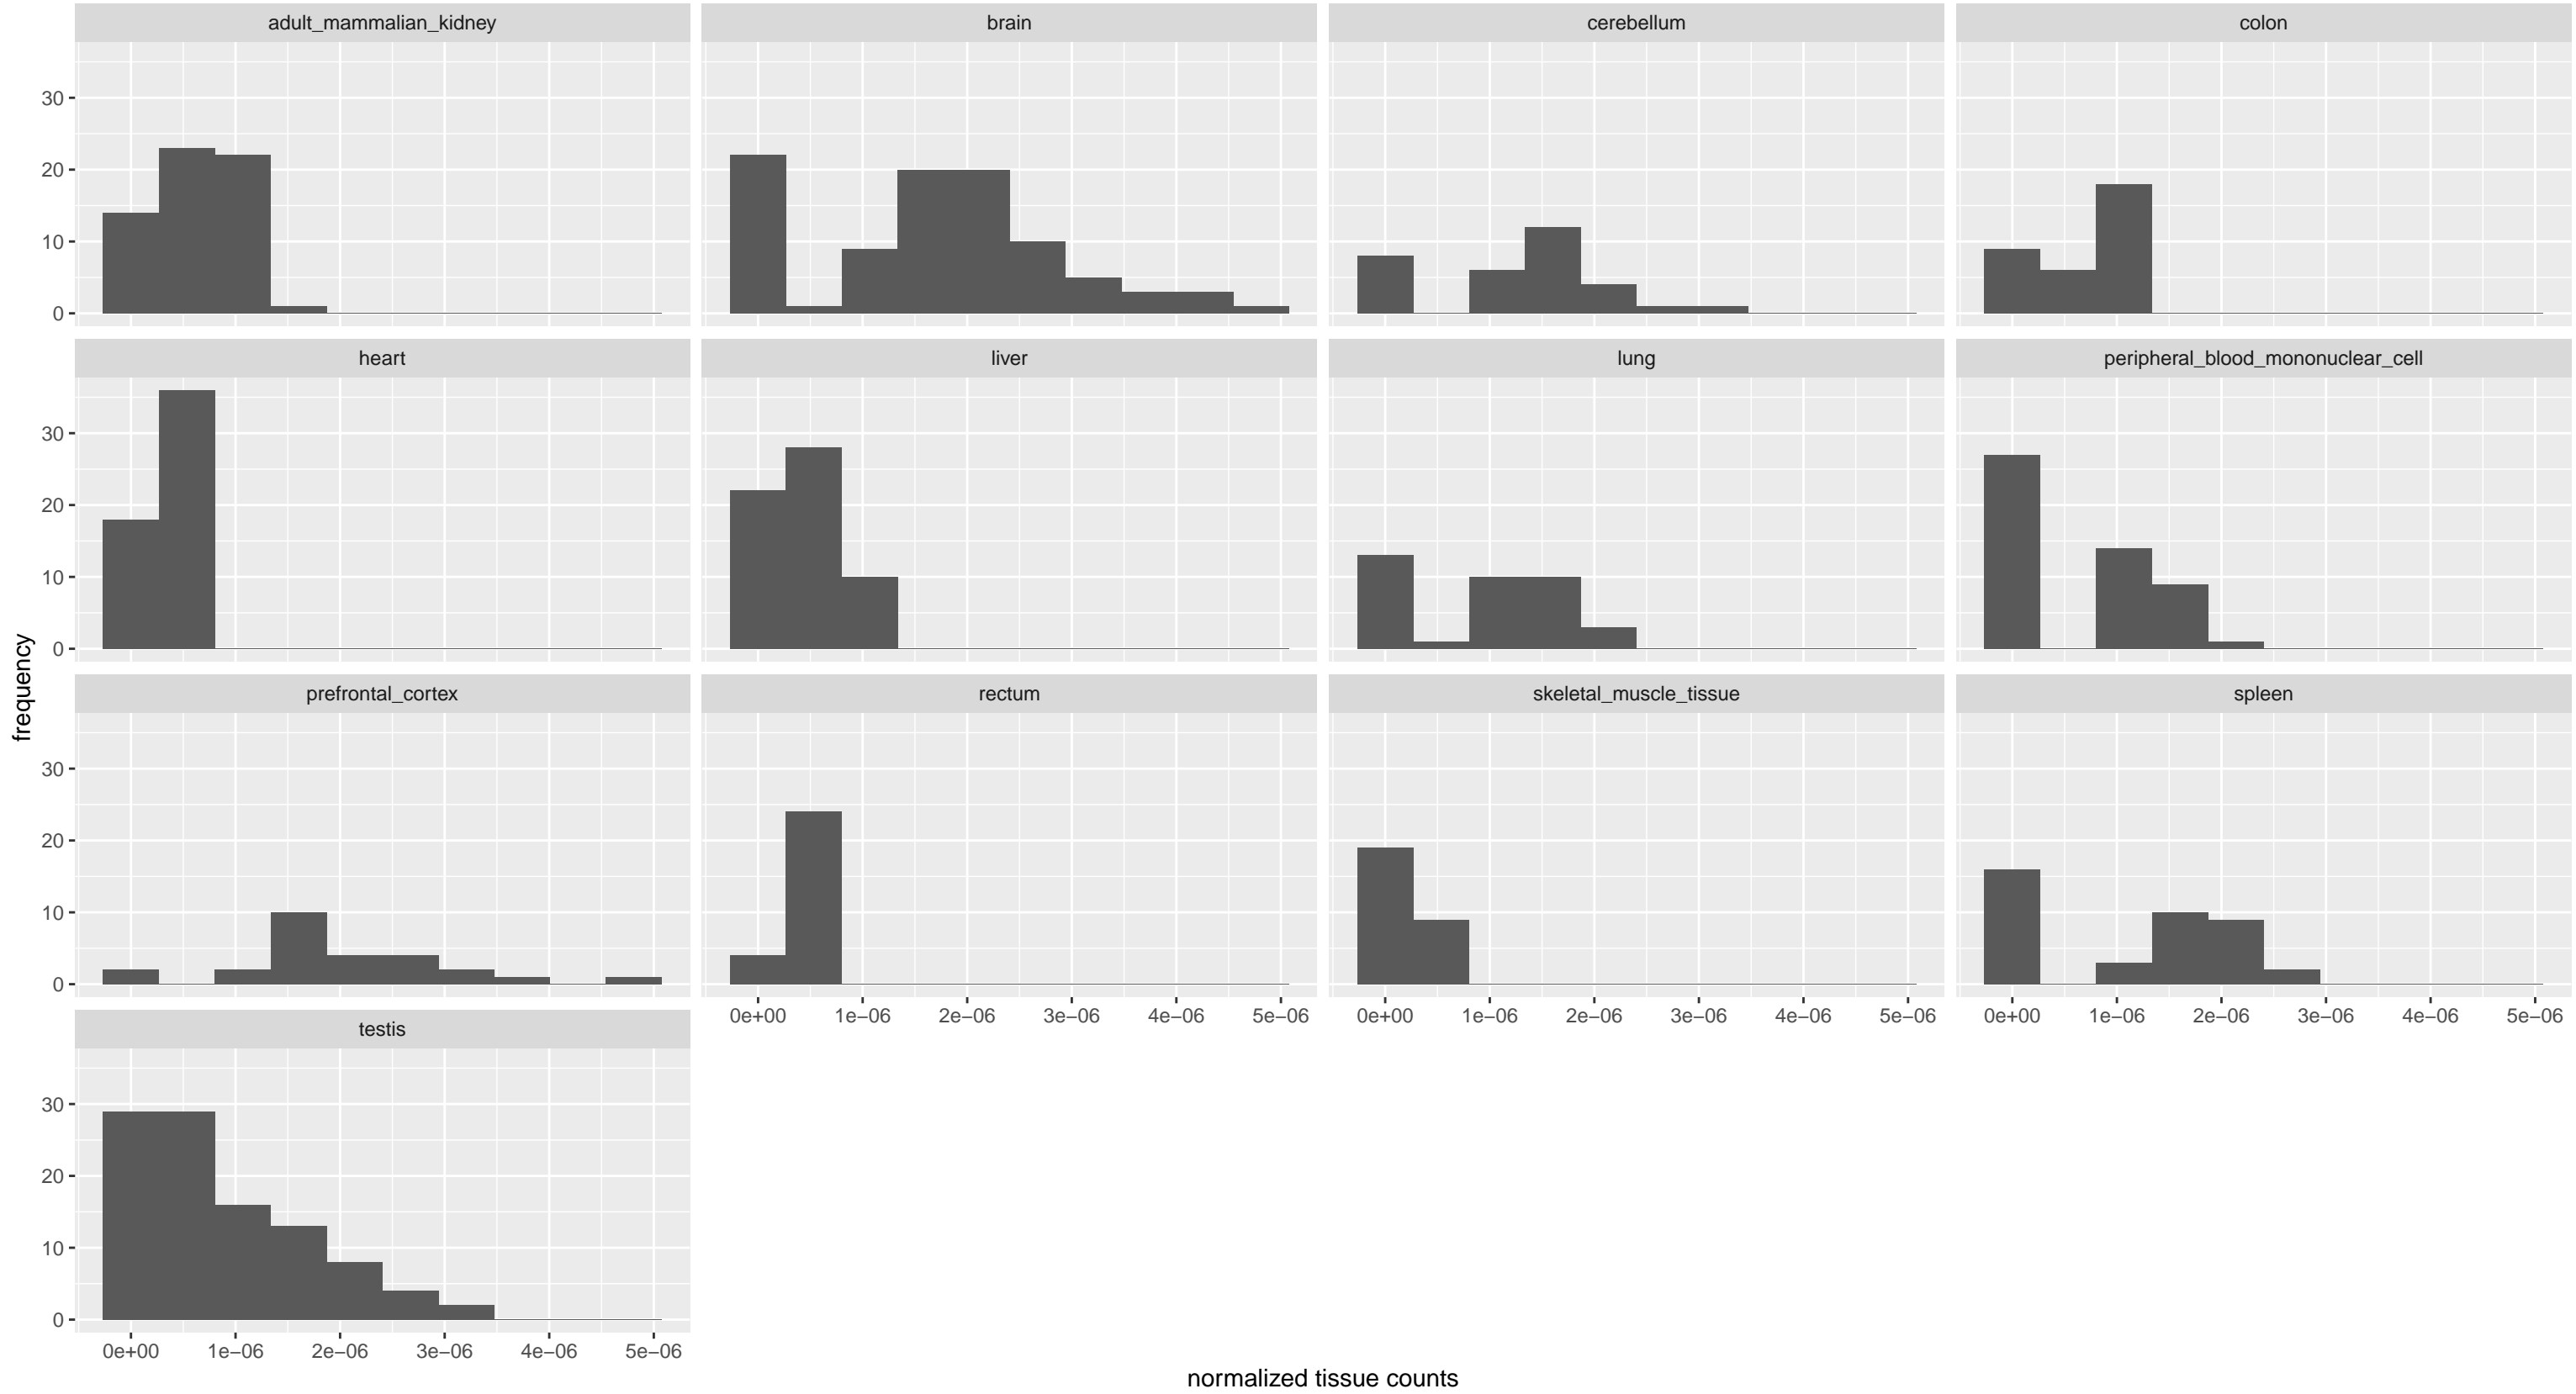 adult_mammalian_kidney brain cerebellum colon
30
20
10
0
heart liver lung peripheral_blood_mononuclear_cell
30
20
10
0
frequency
prefrontal_cortex rectum skeletal_muscle_tissue spleen
30
20
10
0
0e+00 1e−06 2e−06 3e−06 4e−06 5e−06 0e+00 1e−06 2e−06 3e−06 4e−06 5e−06 0e+00 1e−06 2e−06 3e−06 4e−06 5e−06
testis
30
20
10
0
0e+00 1e−06 2e−06 3e−06 4e−06 5e−06
normalized tissue counts